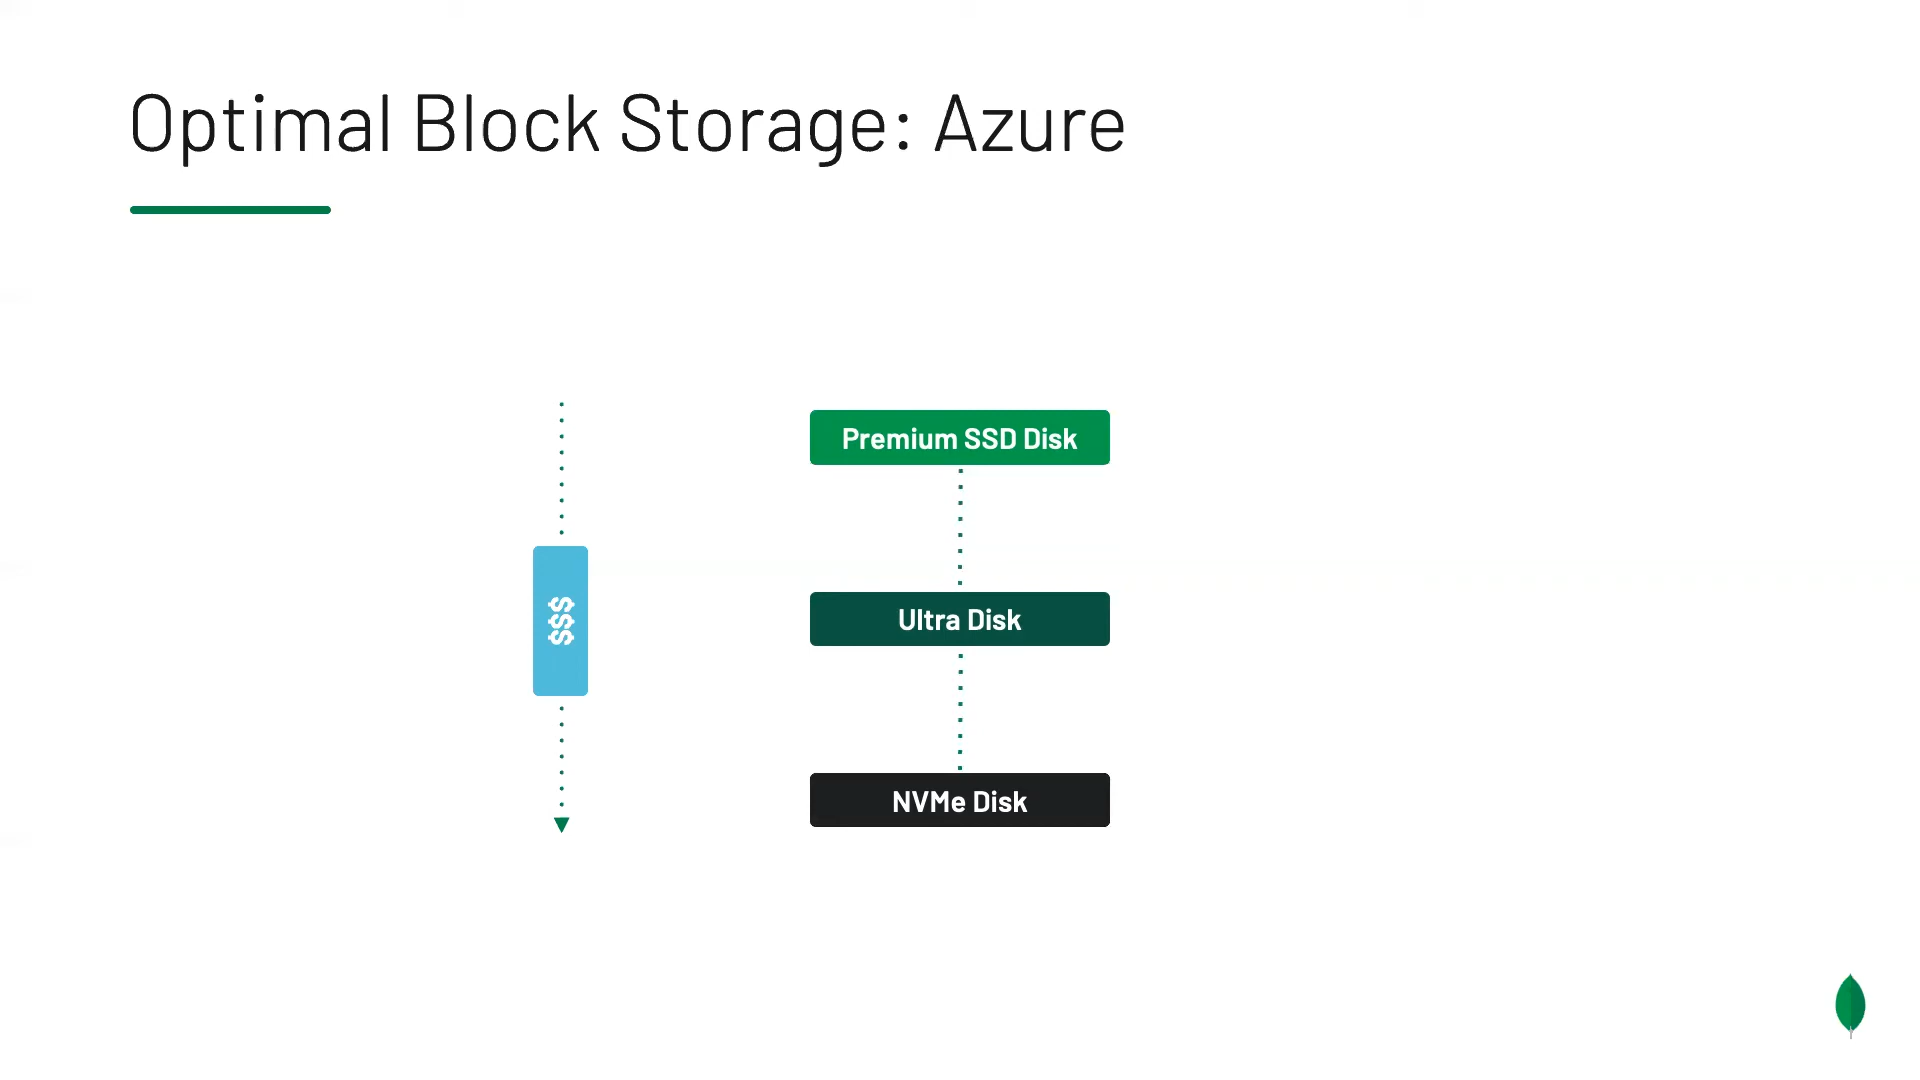 Optimal Block Storage: Azure
Premium SSD Disk
$$$
Ultra Disk
NVMe Disk